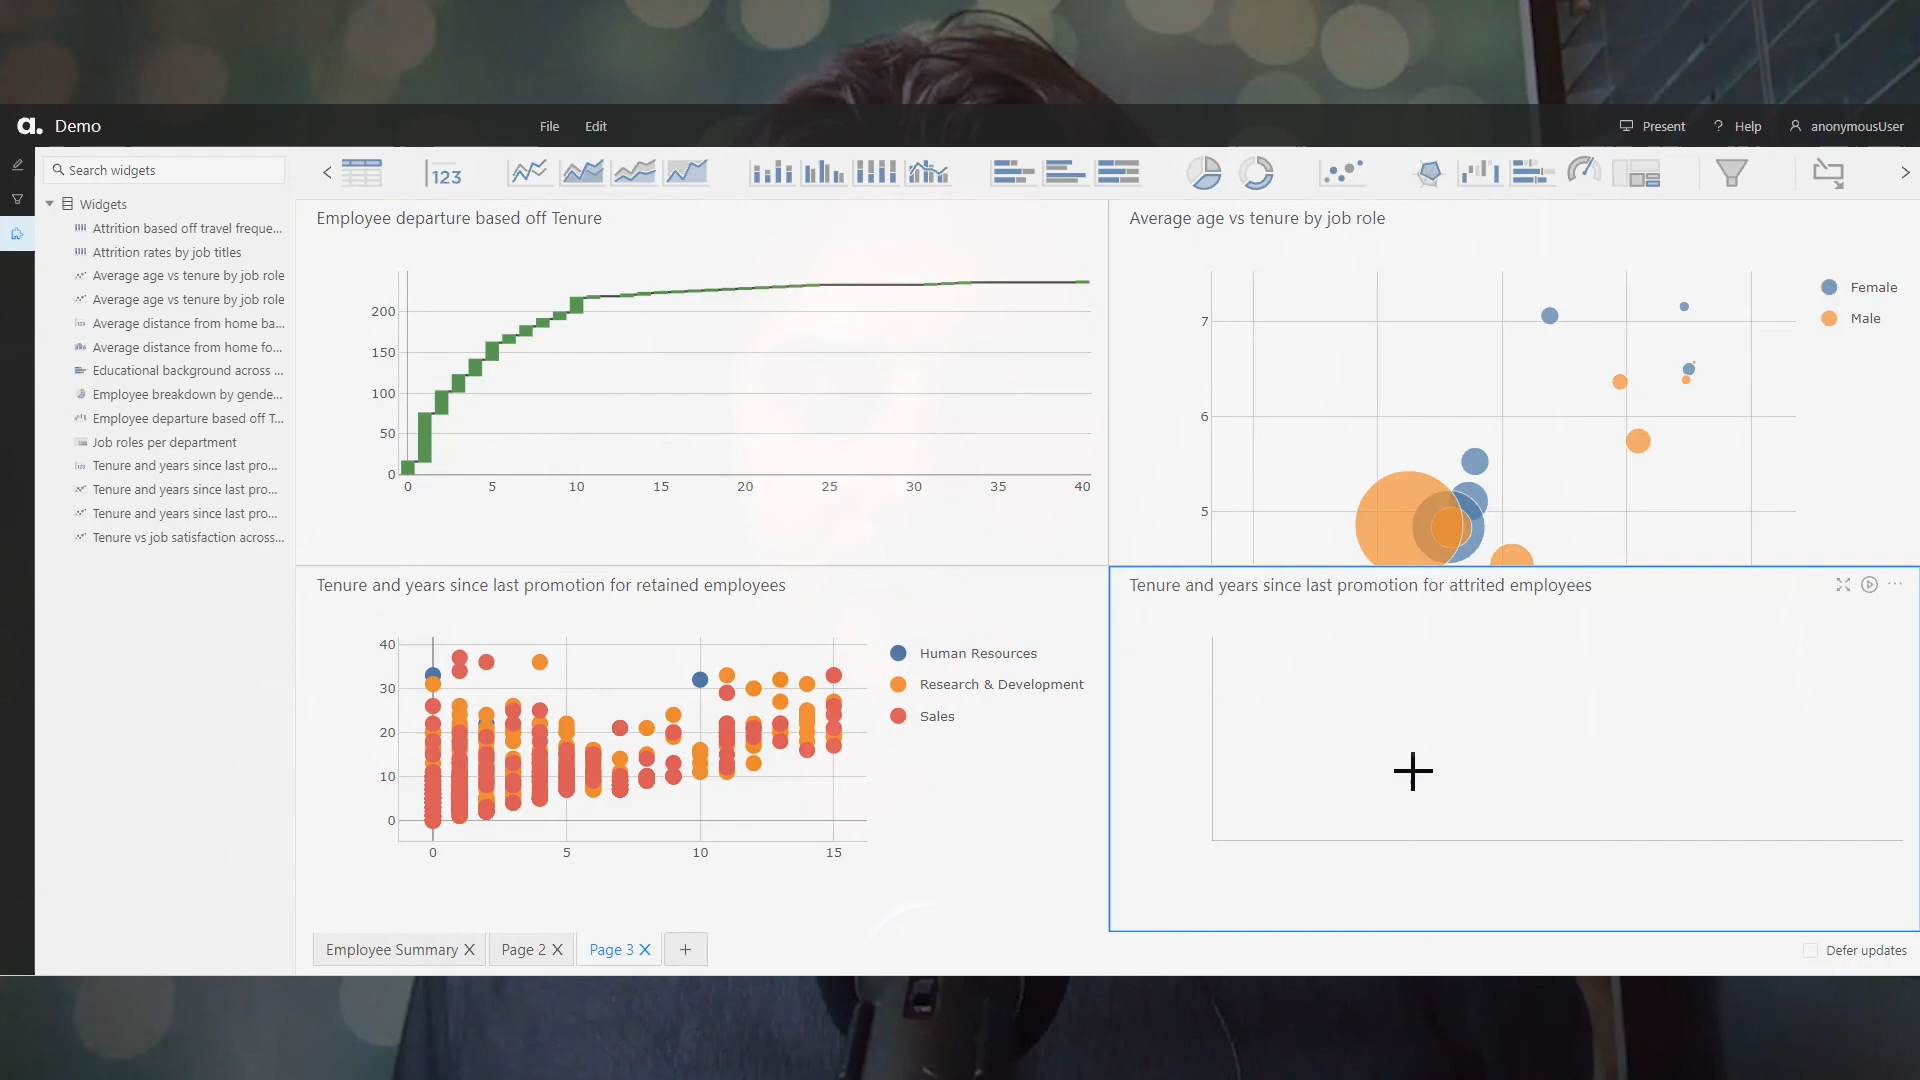 a. Demo
File
Edit
Present
? Help
anonymousUser
Search widgets
123
Widgets
Attrition based off travel freque...
Attrition rates by job titles
Average age vs tenure by job role
Average age vs tenure by job role
Average distance from home ba...
Average distance from home fo...
Educational background across ...
Employee breakdown by gende...
Employee departure based off T...
Job roles per department
Tenure and years since last pro...
Tenure and years since last pro...
Tenure and years since last pro...
Tenure vs job satisfaction across...
Employee departure based off Tenure
200
150
100
50
0
0 5 10 15 20 25 30 35 40
Average age vs tenure by job role
7
6
5
Female
Male
Tenure and years since last promotion for retained employees
40
30
20
10
0
0 5 10 15
Human Resources
Research & Development
Sales
Tenure and years since last promotion for attrited employees
Employee Summary
Page 2
Page 3
+
Defer updates